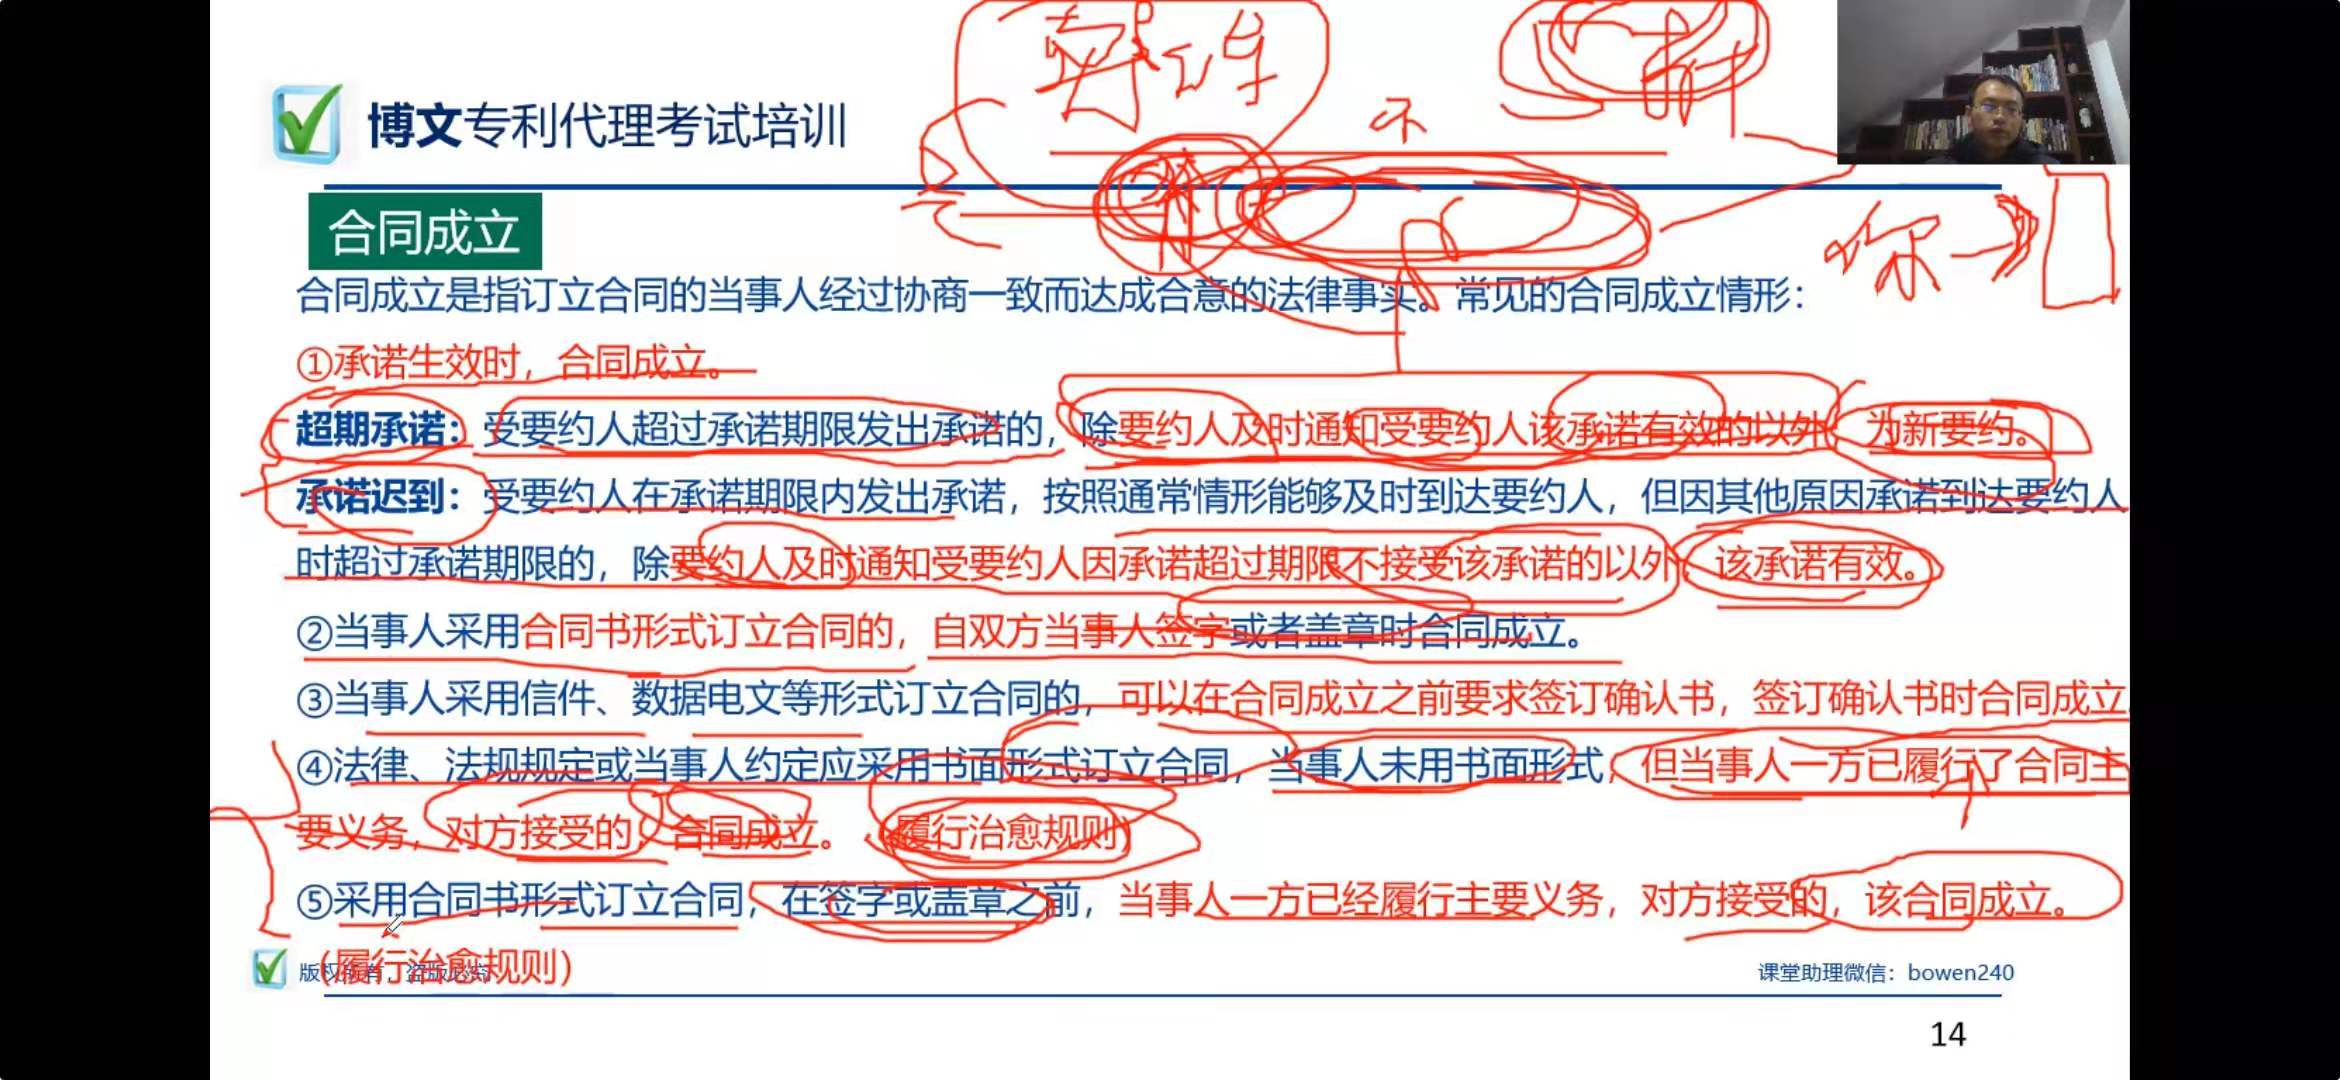 博文专利代理考试培训
合同成立
合同成立是指订立合同的当事人经过协商一致而达成合意的法律事实。常见的合同成立情形：
①承诺生效时，合同成立。
超期承诺：受要约人超过承诺期限发出承诺的，除要约人及时通知受要约人该承诺有效的以外，为新要约。
承诺迟到：受要约人在承诺期限内发出承诺，按照通常情形能够及时到达要约人，但因其他原因承诺到达要约人
时超过承诺期限的，除要约人及时通知受要约人因承诺超过期限不接受该承诺的以外，该承诺有效。
②当事人采用合同书形式订立合同的，自双方当事人签字或者盖章时合同成立。
③当事人采用信件、数据电文等形式订立合同的，可以在合同成立之前要求签订确认书，签订确认书时合同成立
④法律、法规规定或当事人约定应采用书面形式订立合同，当事人未用书面形式，但当事人一方已履行了合同主
要义务，对方接受的，合同成立。（履行治愈规则）
⑤采用合同书形式订立合同，在签字或盖章之前，当事人一方已经履行主要义务，对方接受的，该合同成立。
（履行治愈规则）
版权所有，盗版必究
课堂助理微信：bowen240
14